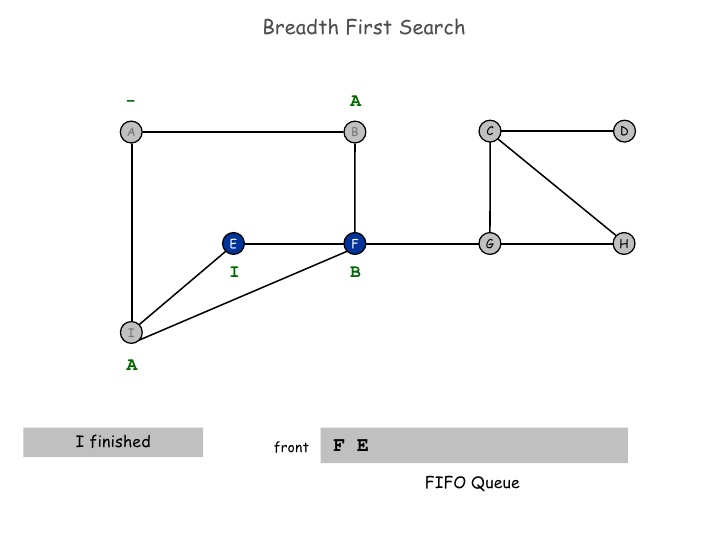 Breadth First Search
- A
A B C D
E F G H
I B
I
A
I finished
front F E
FIFO Queue